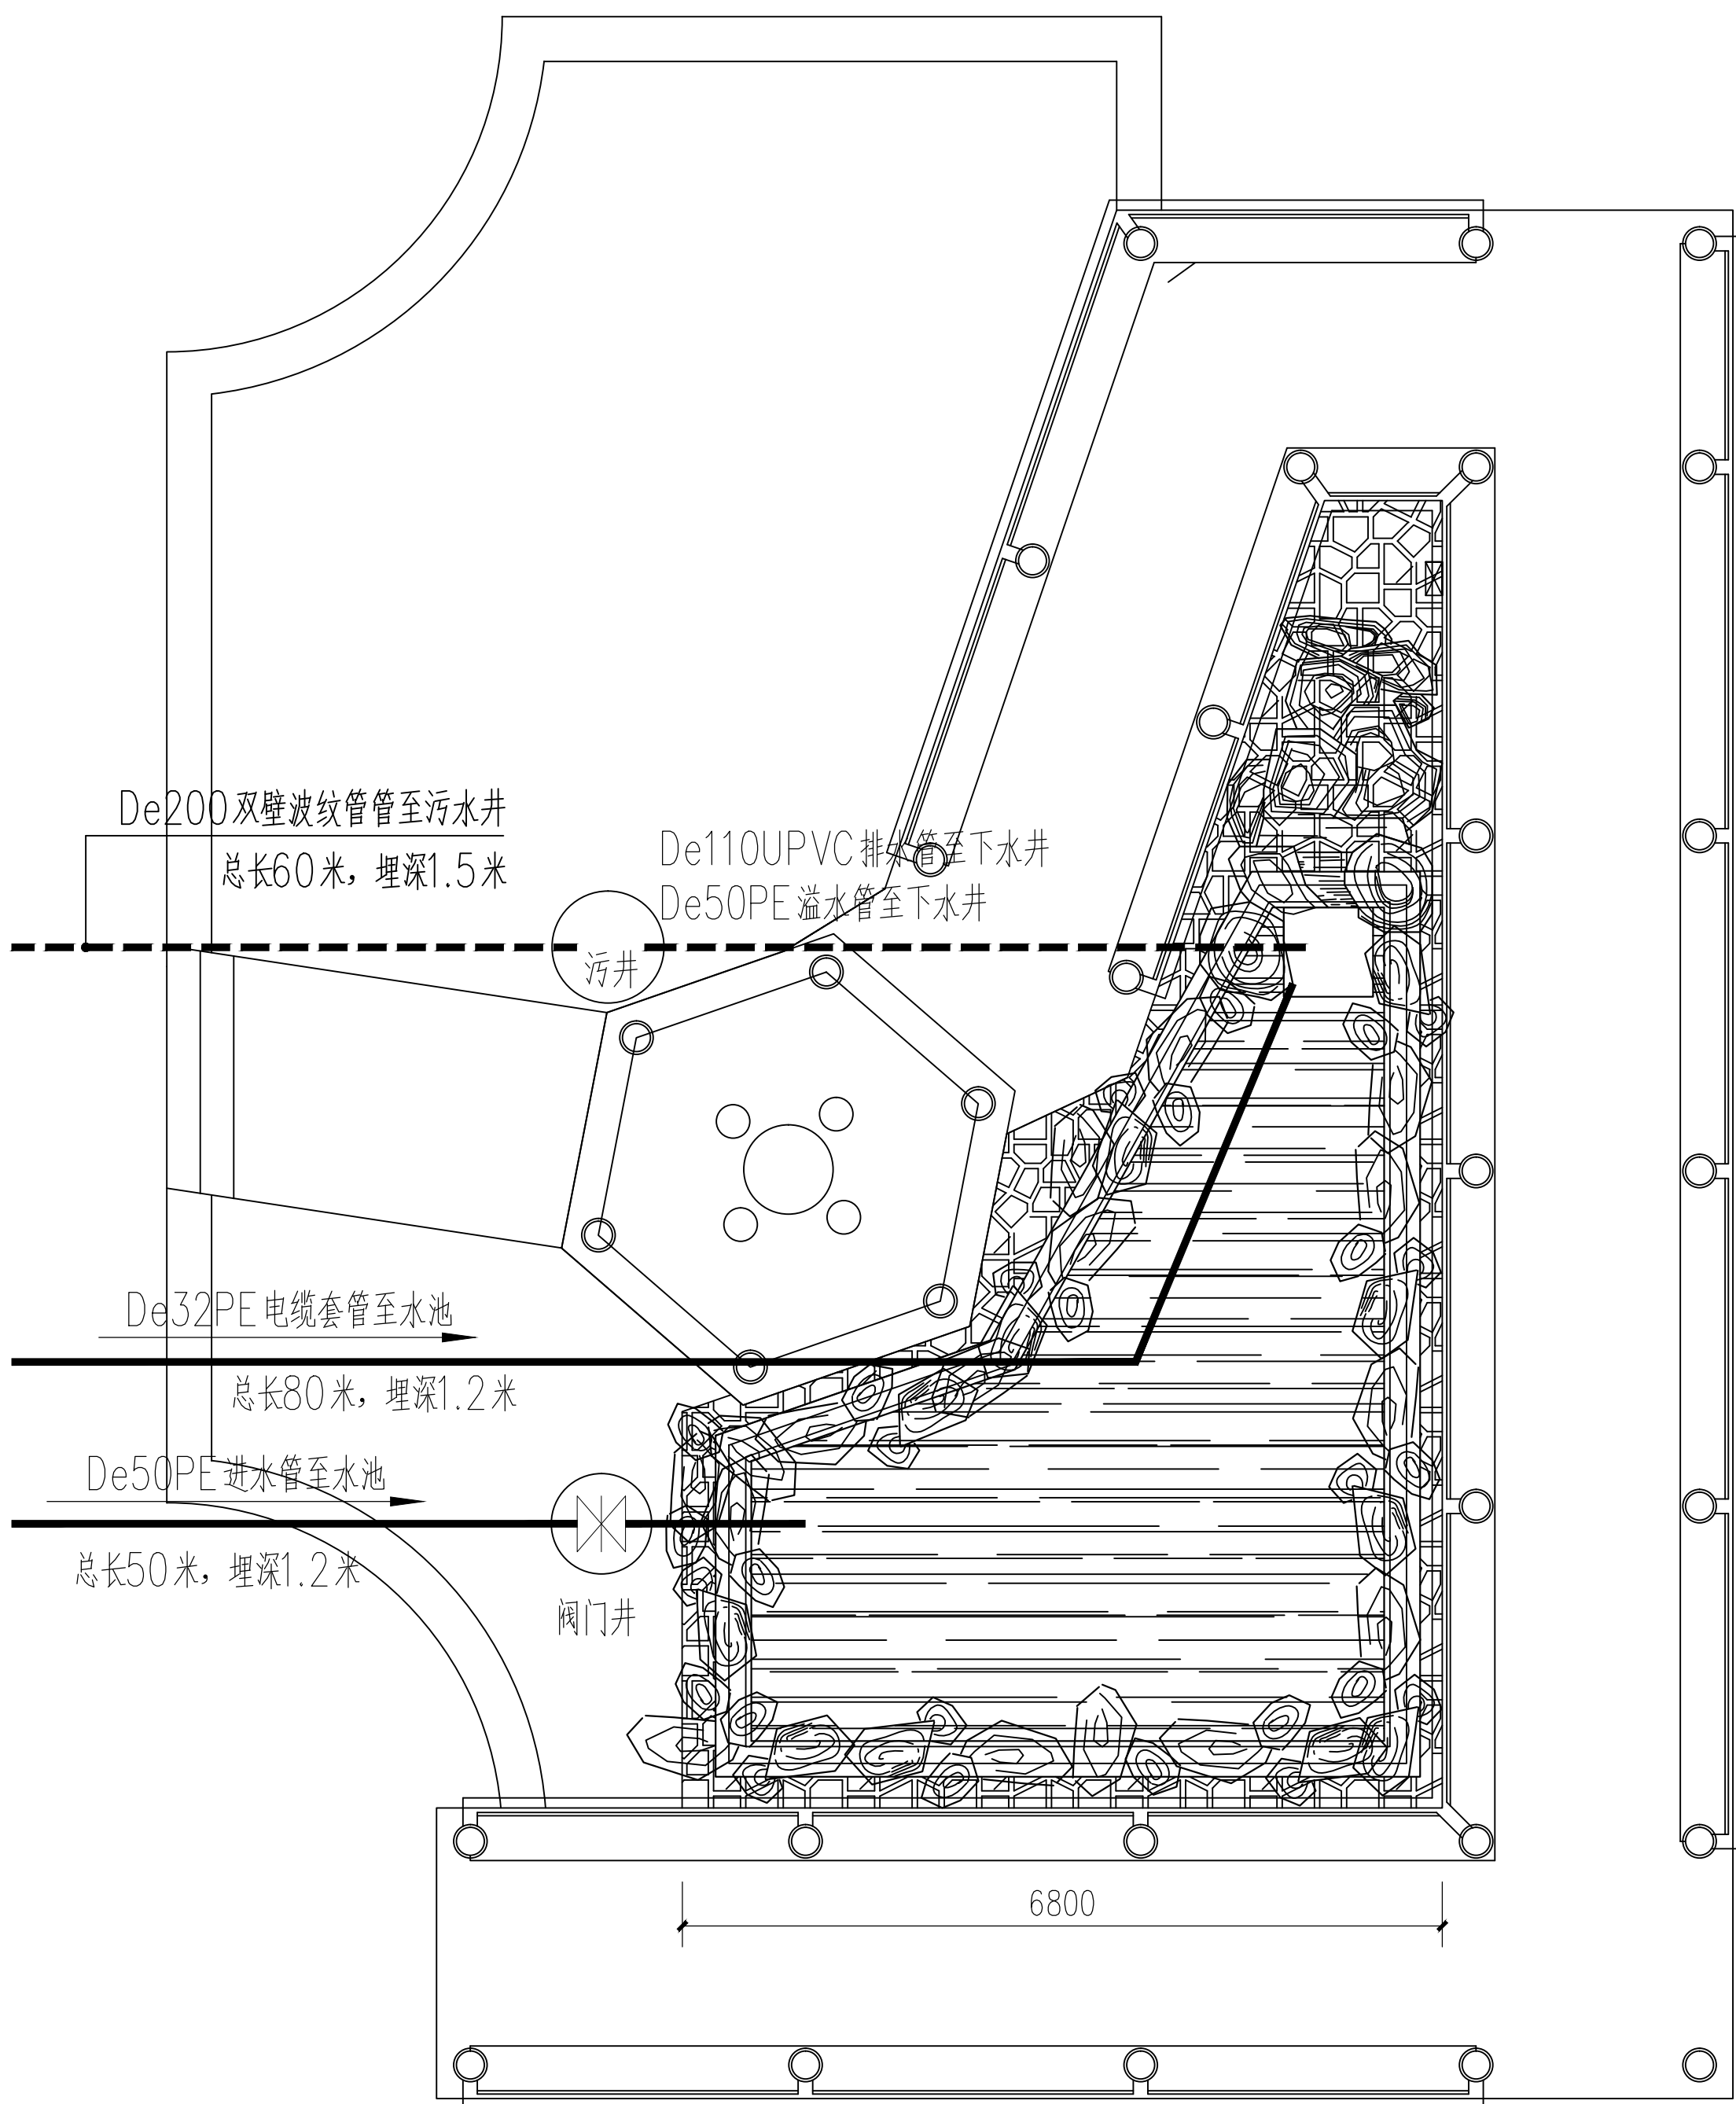 De200双壁波纹管管至污水井
总长60米，埋深1.5米
De110UPVC排水管至下水井
De50PE溢水管至下水井
污井
De32PE电缆套管至水池
总长80米，埋深1.2米
De50PE进水管至水池
总长50米，埋深1.2米
阀门井
6800